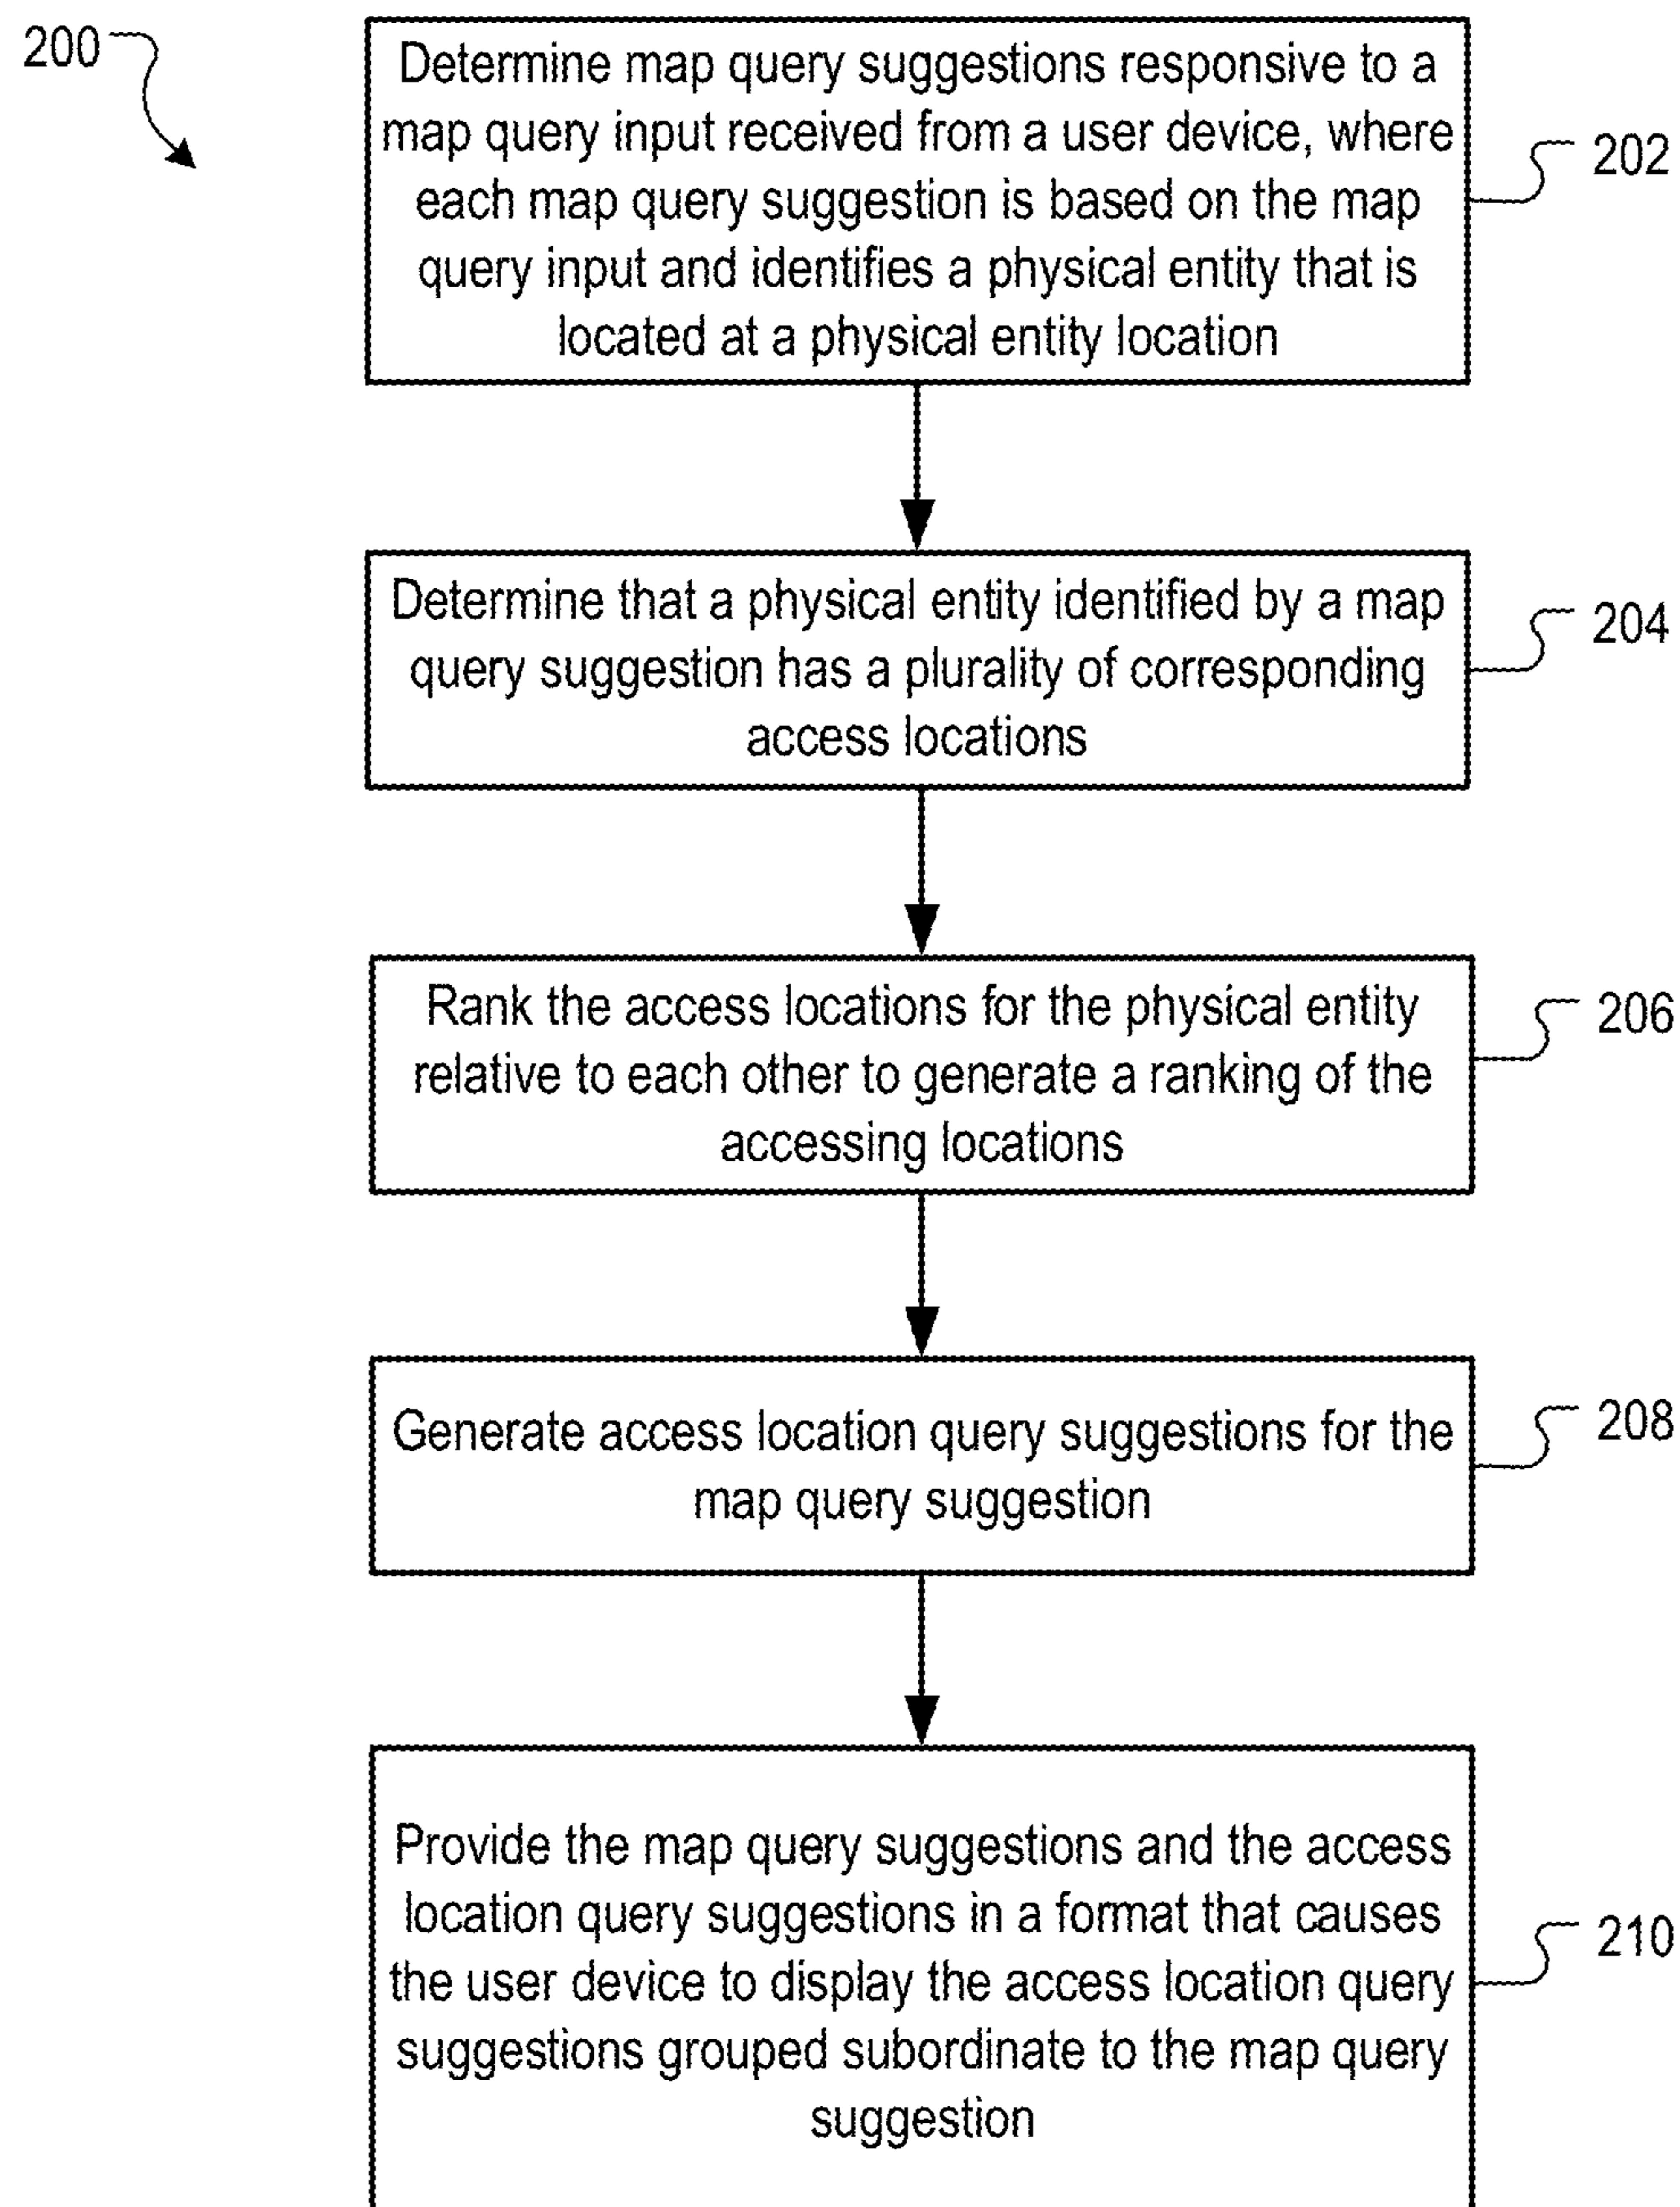 200
Determine map query suggestions responsive to a
map query input received from a user device, where
each map query suggestion is based on the map
query input and identifies a physical entity that is
located at a physical entity location
202
Determine that a physical entity identified by a map
query suggestion has a plurality of corresponding
access locations
204
Rank the access locations for the physical entity
relative to each other to generate a ranking of the
accessing locations
206
Generate access location query suggestions for the
map query suggestion
208
Provide the map query suggestions and the access
location query suggestions in a format that causes
the user device to display the access location query
suggestions grouped subordinate to the map query
suggestion
210